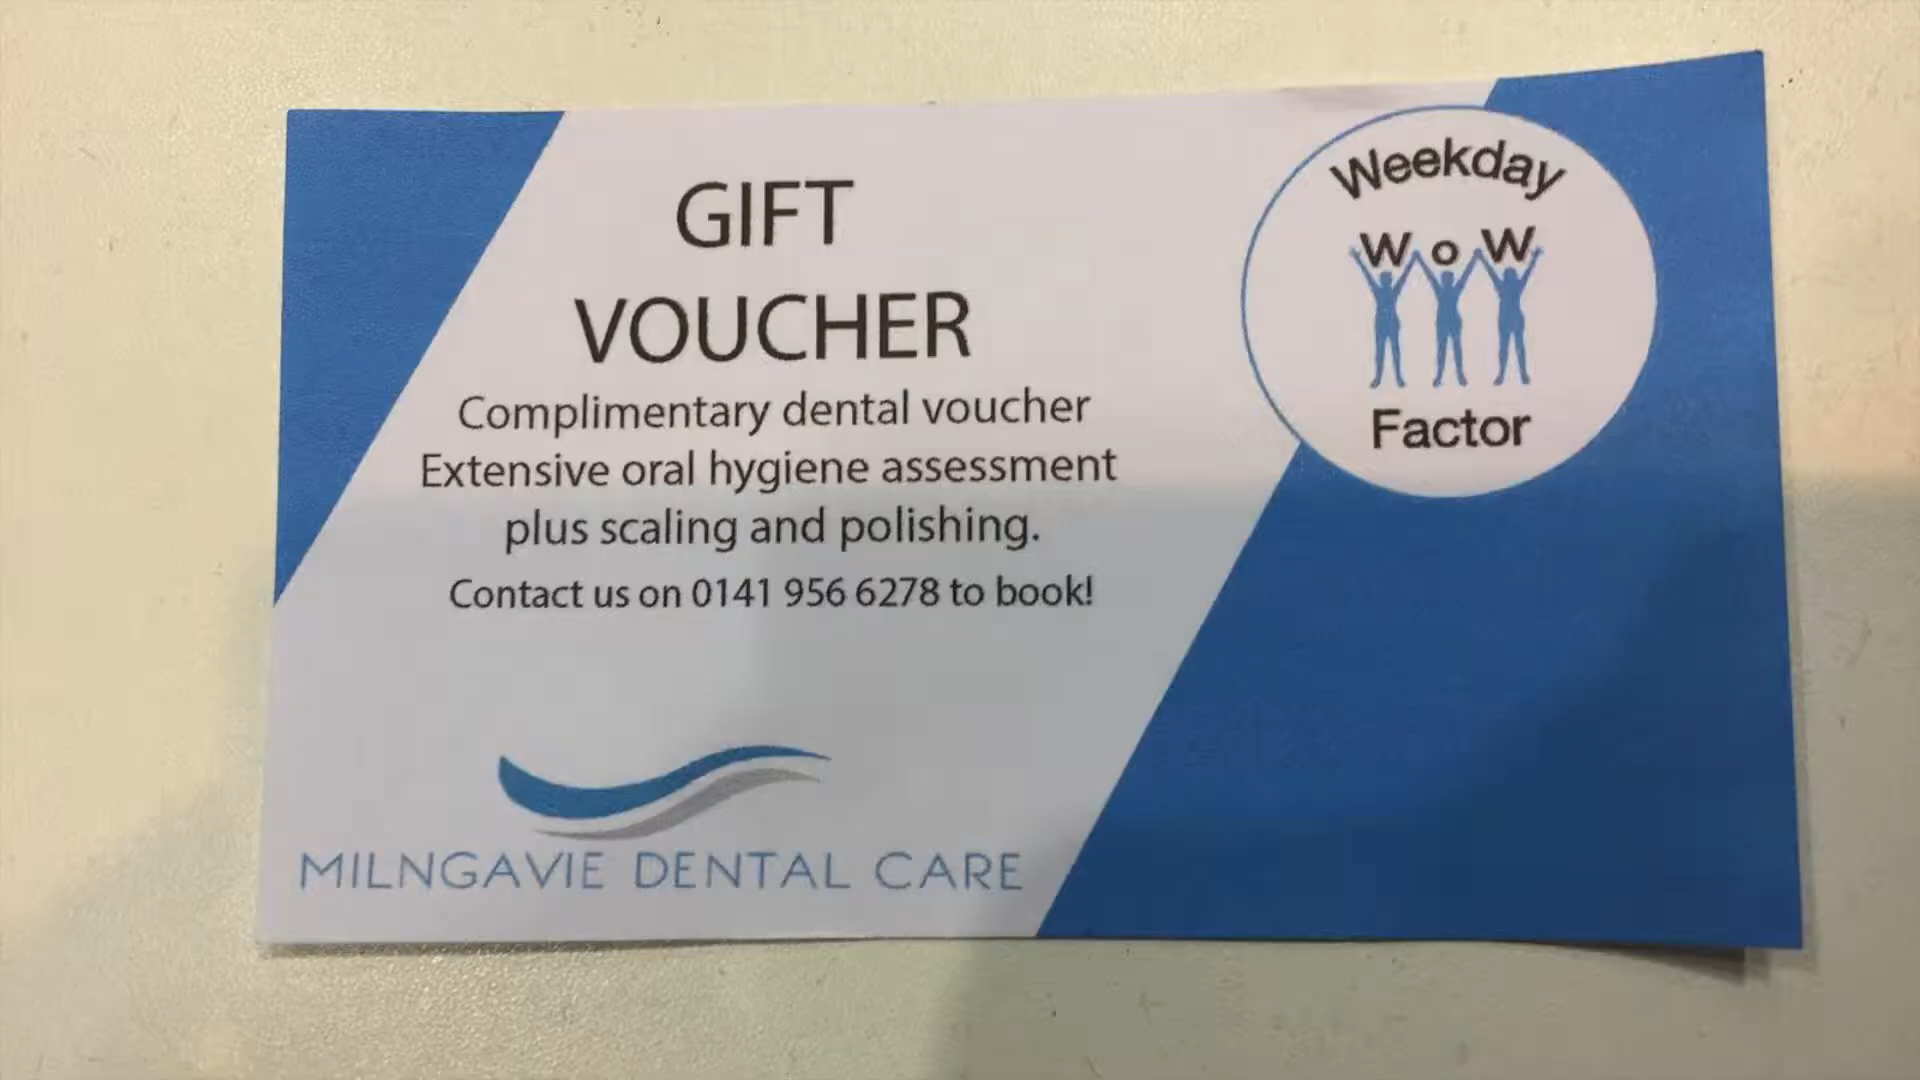 GIFT
VOUCHER
Complimentary dental voucher
Extensive oral hygiene assessment
plus scaling and polishing.
Contact us on 0141 956 6278 to book!
MILNGAVIE DENTAL CARE
Weekday
WoW
Factor